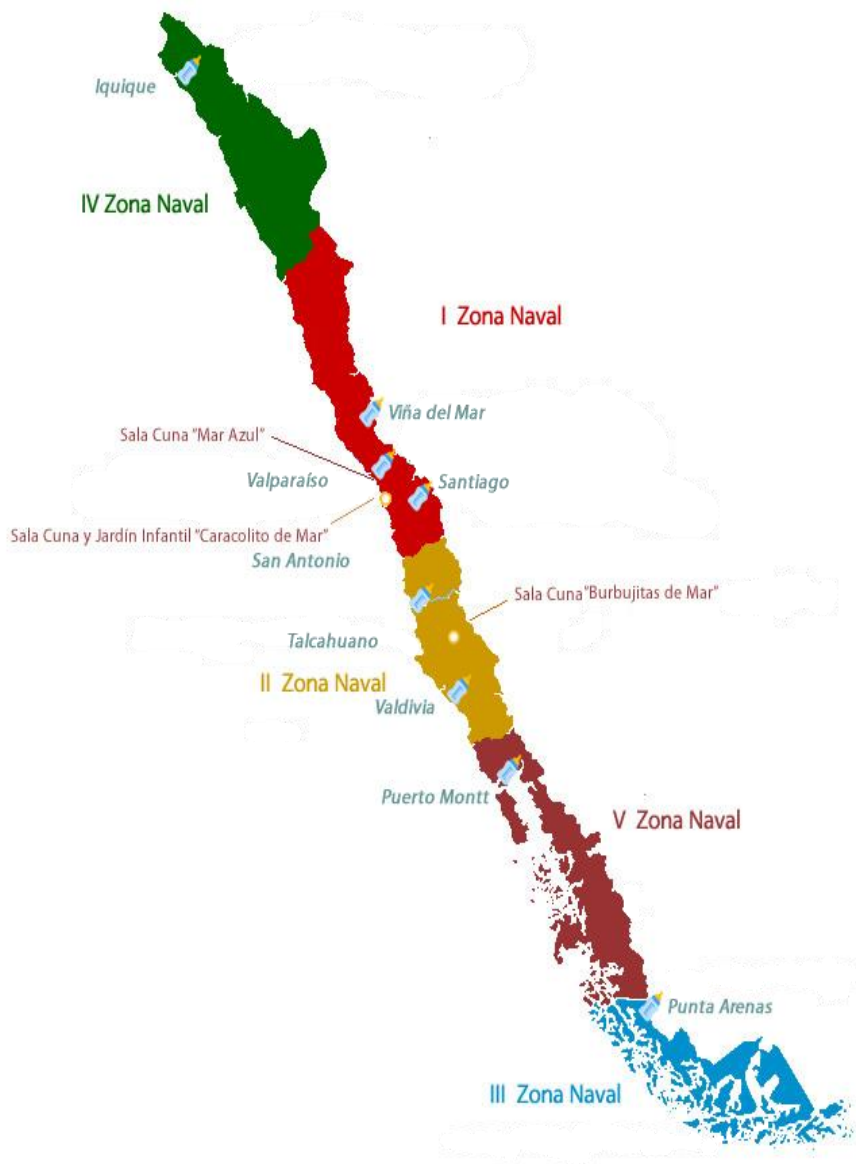 Iquique
IV Zona Naval
I Zona Naval
Viña del Mar
Sala Cuna "Mar Azul"
Valparaíso
Santiago
Sala Cuna y Jardín Infantil "Caracolito de Mar"
San Antonio
Sala Cuna "Burbujitas de Mar"
Talcahuano
II Zona Naval
Valdivia
Puerto Montt
V Zona Naval
Punta Arenas
III Zona Naval